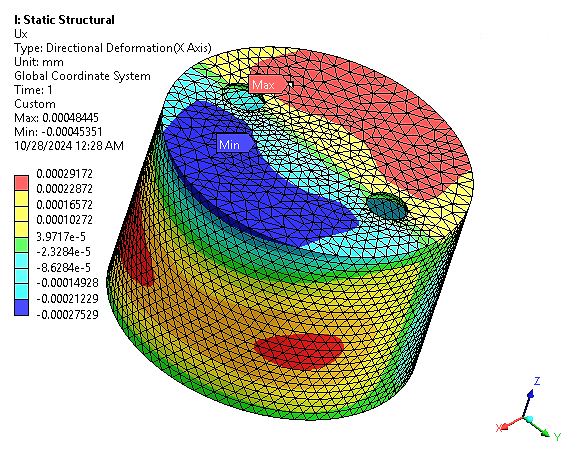 I: Static Structural
Ux
Type: Directional Deformation(X Axis)
Unit: mm
Global Coordinate System
Time: 1
Custom
Max: 0.00048445
Min: -0.00045351
10/28/2024 12:28 AM
0.00029172
0.00022872
0.00016572
0.00010272
3.9717e-5
-2.3284e-5
-8.6284e-5
-0.00014928
-0.00021229
-0.00027529
Max
Min
Z
X
Y